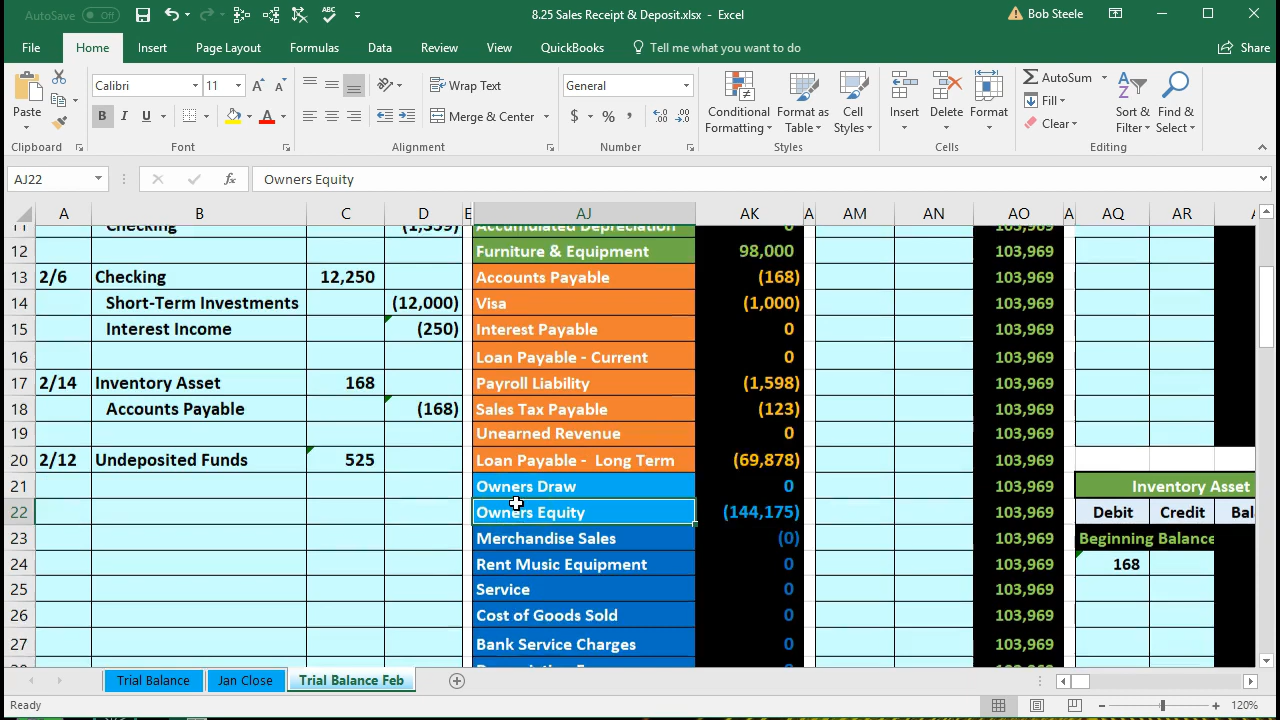 AutoSave Off 8.25 Sales Receipt & Deposit.xlsx - Excel Bob Steele
File Home Insert Page Layout Formulas Data Review View QuickBooks Tell me what you want to do Share
Calibri 11 Wrap Text General AutoSum
Paste B I U Merge & Center $ % , Conditional Formatting Format as Table Cell Styles Insert Delete Format Fill Clear Sort & Filter Find & Select
Clipboard Font Alignment Number Styles Cells Editing
AJ22 fx Owners Equity
A B C D E AJ AK A AM AN AO A AQ AR
11 Checking (1,359) Accumulated Depreciation 0 103,969
12 Furniture & Equipment 98,000 103,969
13 2/6 Checking 12,250 Accounts Payable (168) 103,969
14 Short-Term Investments (12,000) Visa (1,000) 103,969
15 Interest Income (250) Interest Payable 0 103,969
16 Loan Payable - Current 0 103,969
17 2/14 Inventory Asset 168 Payroll Liability (1,598) 103,969
18 Accounts Payable (168) Sales Tax Payable (123) 103,969
19 Unearned Revenue 0 103,969
20 2/12 Undeposited Funds 525 Loan Payable - Long Term (69,878) 103,969
21 Owners Draw 0 103,969 Inventory Asset
22 Owners Equity (144,175) 103,969 Debit Credit Bal
23 Merchandise Sales (0) 103,969 Beginning Balance
24 Rent Music Equipment 0 103,969 168
25 Service 0 103,969
26 Cost of Goods Sold 0 103,969
27 Bank Service Charges 0 103,969
Trial Balance Jan Close Trial Balance Feb
Ready 120%